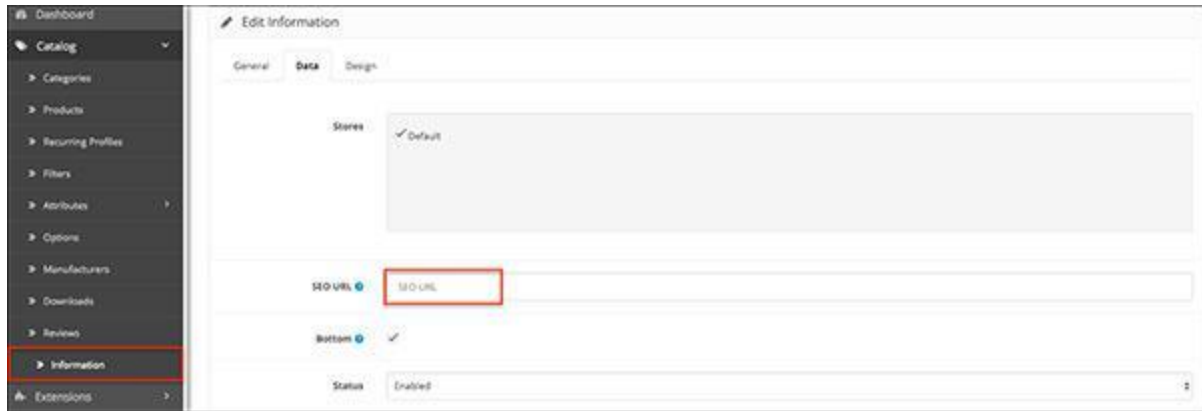 Dashboard
Catalog
Categories
Products
Recurring Profiles
Filters
Attributes
Options
Manufacturers
Downloads
Reviews
Information
Extensions
Edit Information
General Data Design
Stores
Default
SEO URL SEO URL
Bottom
Status Enabled